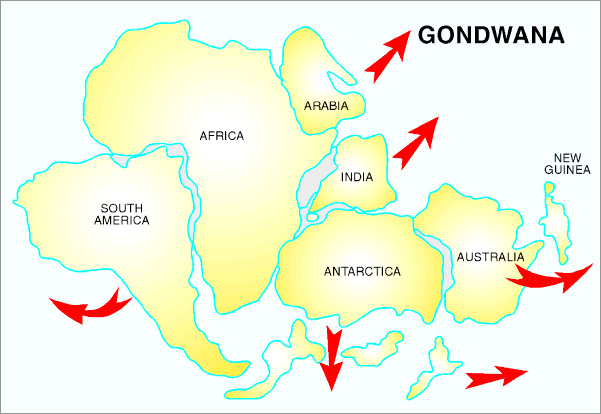 GONDWANA
ARABIA
AFRICA
NEW
GUINEA
INDIA
SOUTH
AMERICA
AUSTRALIA
ANTARCTICA